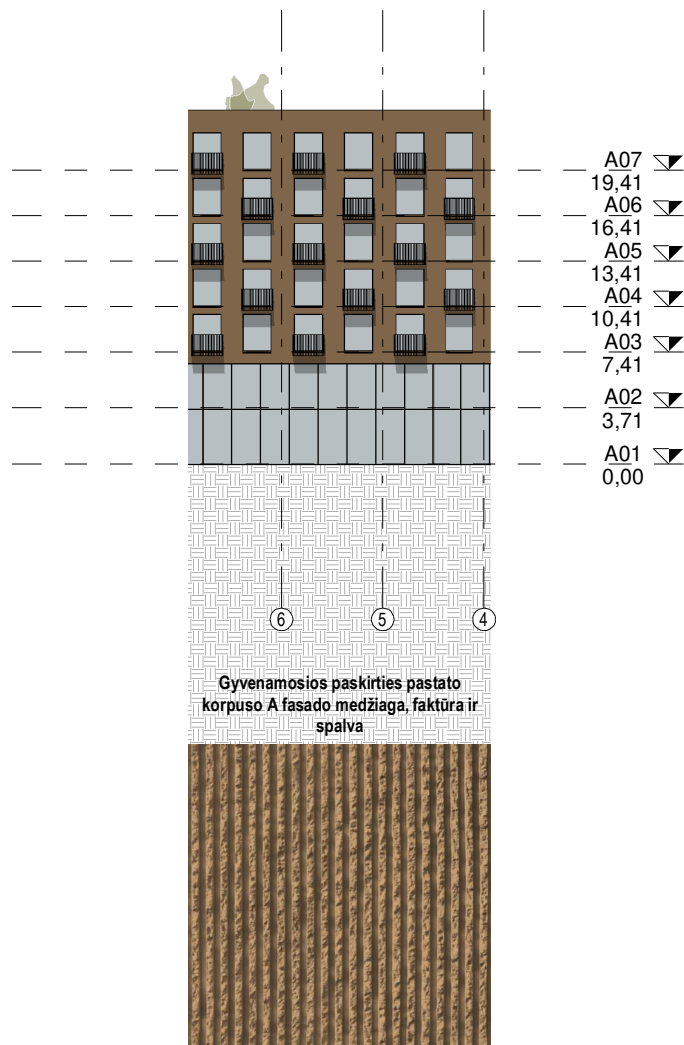 A07
19,41
A06
16,41
A05
13,41
A04
10,41
A03
7,41
A02
3,71
A01
0,00
6 5 4
Gyvenamosios paskirties pastato
korpuso A fasado medžiaga, faktūra ir
spalva